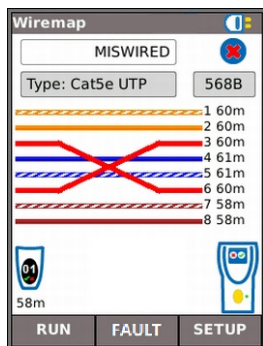 Wiremap
MISWIRED
Type: Cat5e UTP 568B
1 60m
2 60m
3 60m
4 61m
5 61m
6 60m
7 58m
8 58m
01
58m
RUN FAULT SETUP